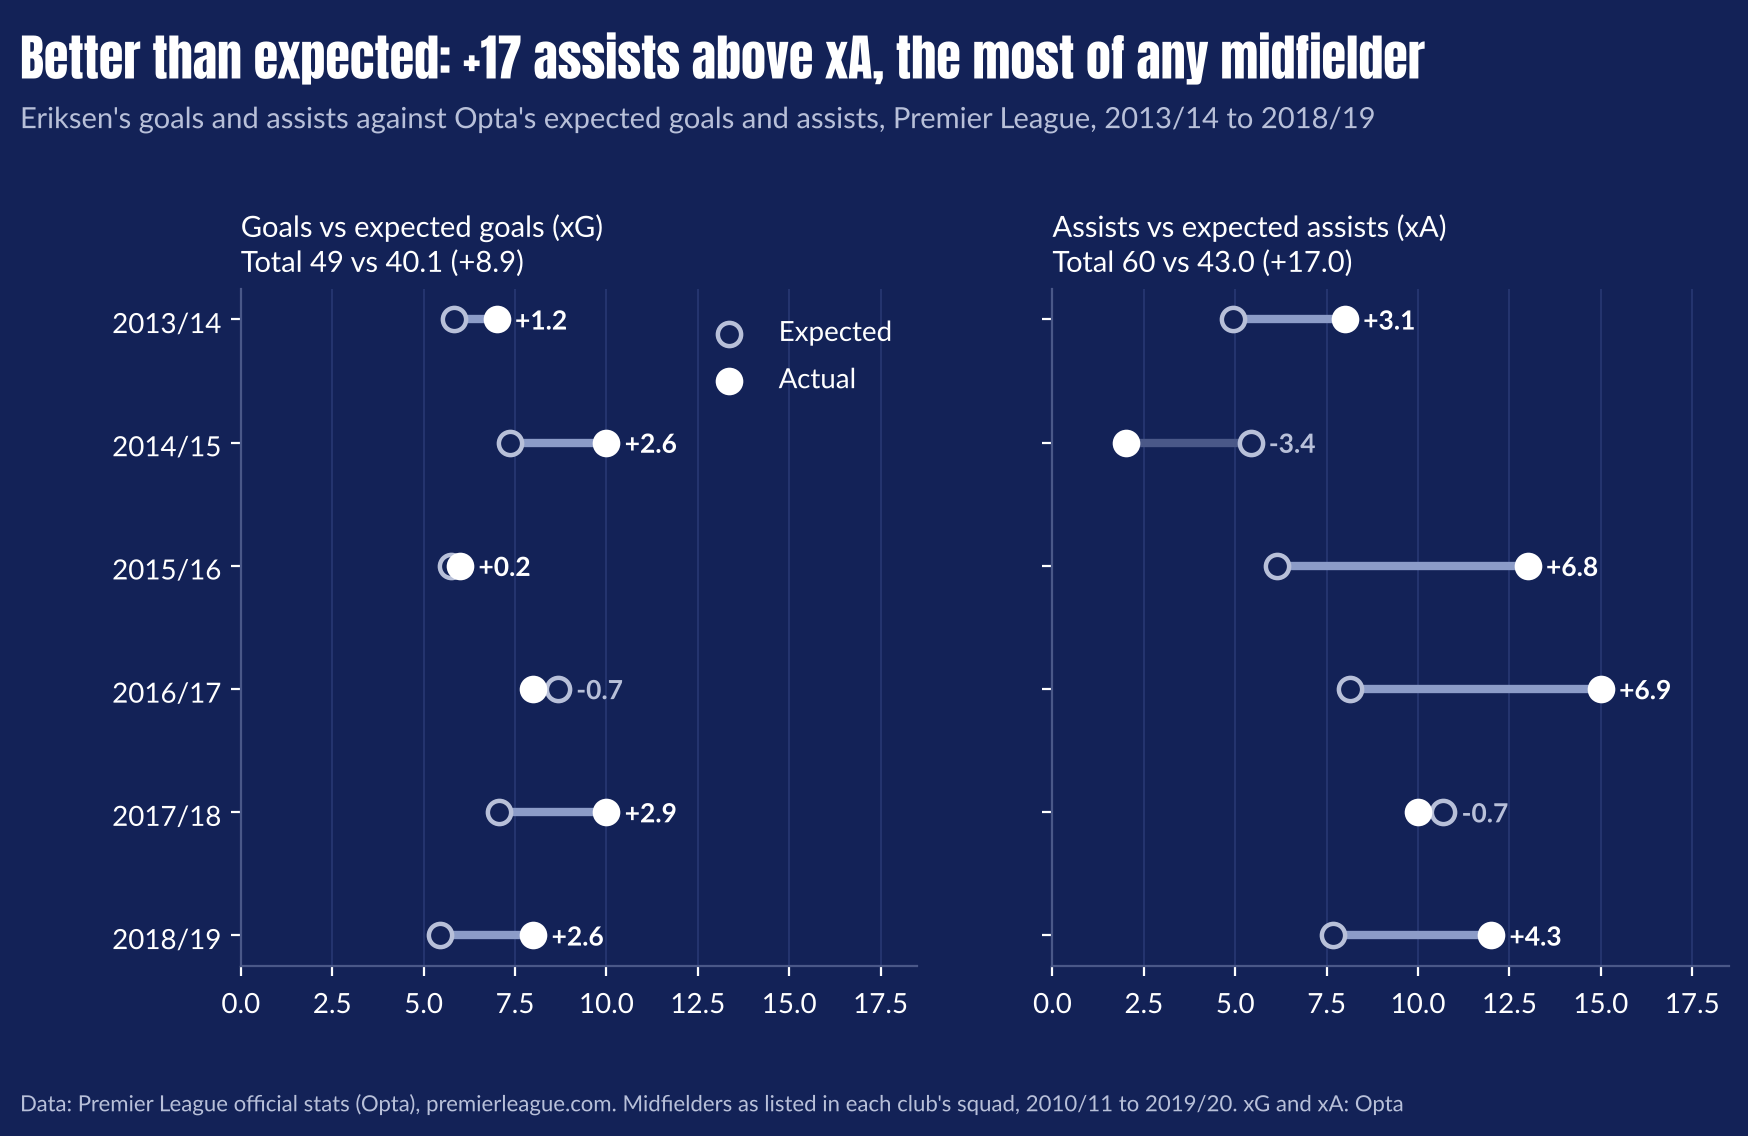 Better than expected: +17 assists above xA, the most of any midfielder
Eriksen's goals and assists against Opta's expected goals and assists, Premier League, 2013/14 to 2018/19
Goals vs expected goals (xG)
Total 49 vs 40.1 (+8.9)
2013/14
+1.2
Expected
Actual
2014/15
+2.6
2015/16
+0.2
2016/17
-0.7
2017/18
+2.9
2018/19
+2.6
0.0 2.5 5.0 7.5 10.0 12.5 15.0 17.5
Assists vs expected assists (xA)
Total 60 vs 43.0 (+17.0)
+3.1
-3.4
+6.8
+6.9
-0.7
+4.3
0.0 2.5 5.0 7.5 10.0 12.5 15.0 17.5
Data: Premier League official stats (Opta), premierleague.com. Midfielders as listed in each club's squad, 2010/11 to 2019/20. xG and xA: Opta